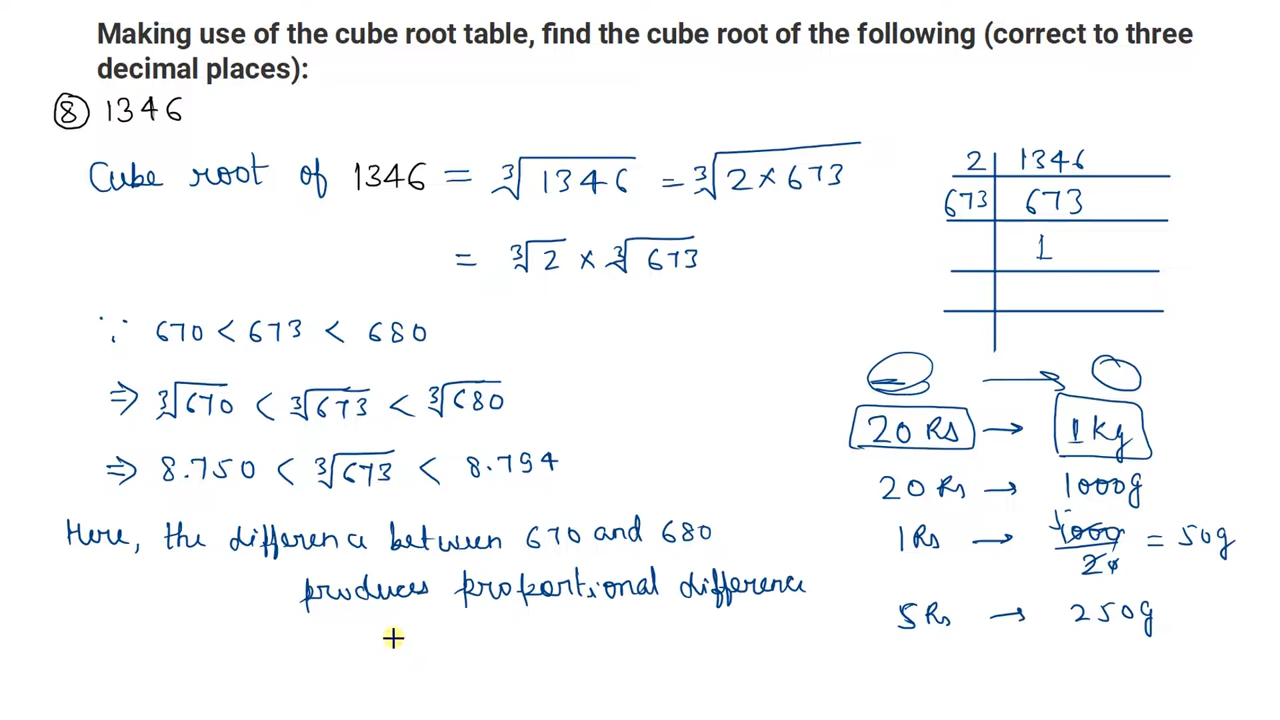 Making use of the cube root table, find the cube root of the following (correct to three
decimal places):
⑧ 1346
Cube root of 1346 = ∛1346 = ∛2×673
= ∛2 × ∛673
2 | 1346
673 | 673
1
∵ 670 < 673 < 680
⇒ ∛670 < ∛673 < ∛680
⇒ 8.750 < ∛673 < 8.794
Here, the difference between 670 and 680
produces proportional difference
20 Rs → 1 Kg
20 Rs → 1000g
1 Rs → 1000/20 = 50g
5 Rs → 250g